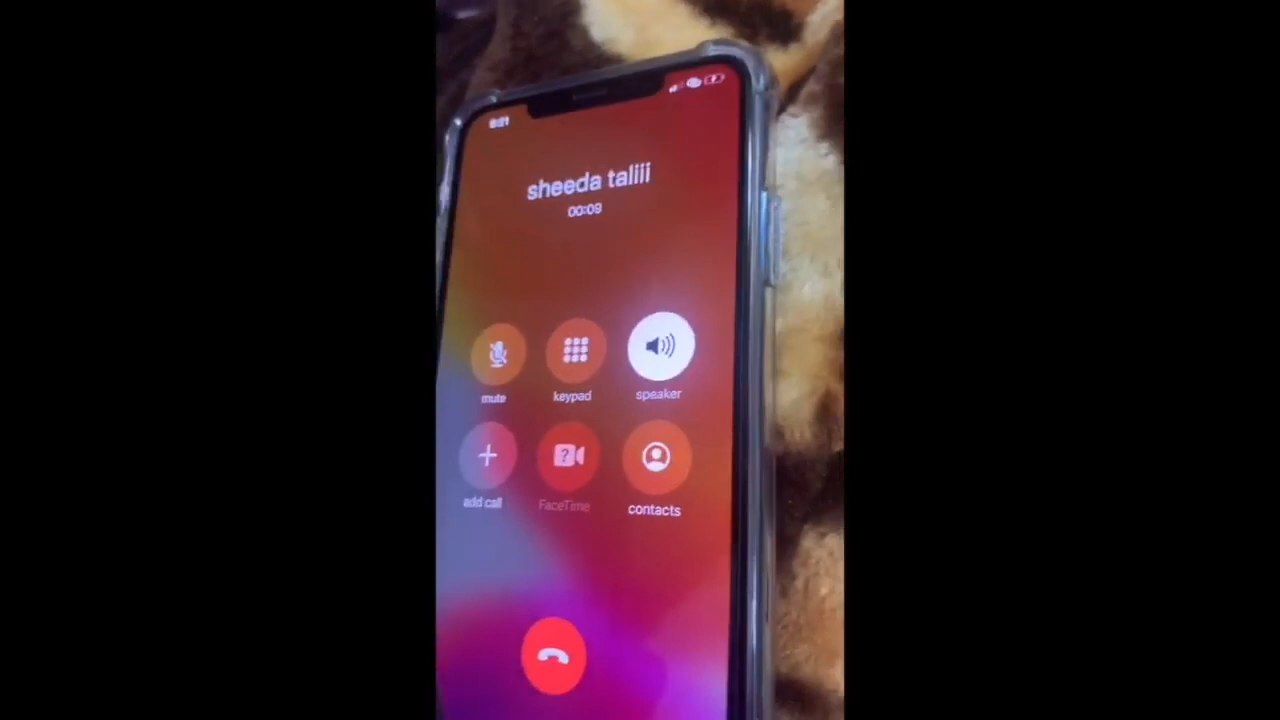 sheeda taliii
00:09
mute
keypad
speaker
add call
FaceTime
contacts